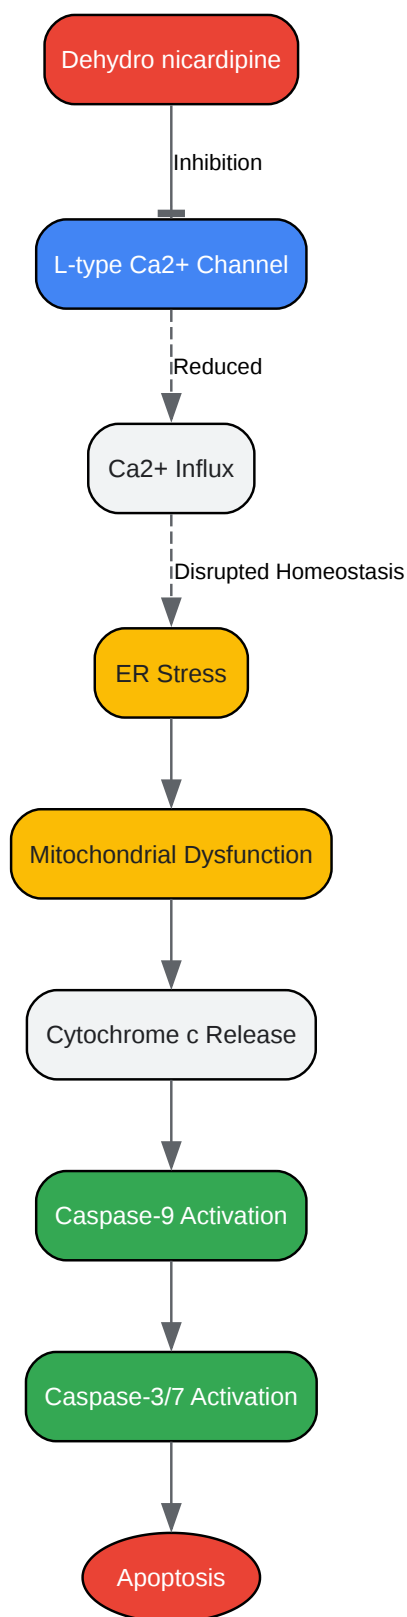 Dehydro nicardipine
Inhibition
L-type Ca2+ Channel
Reduced
Ca2+ Influx
Disrupted Homeostasis
ER Stress
Mitochondrial Dysfunction
Cytochrome c Release
Caspase-9 Activation
Caspase-3/7 Activation
Apoptosis